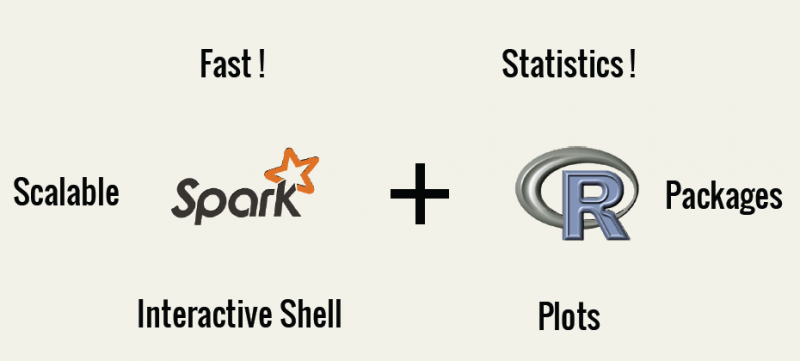 Fast !
Statistics !
Scalable
Spark
+
R
Packages
Interactive Shell
Plots